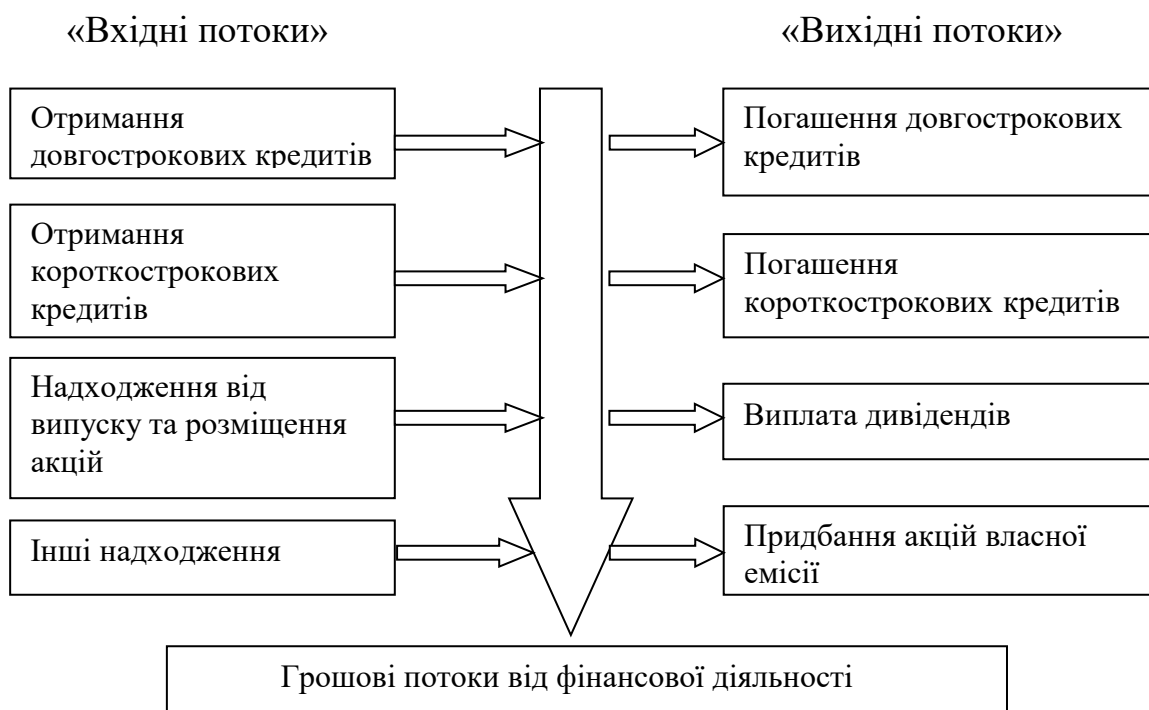 «Вхідні потоки»
«Вихідні потоки»
Отримання
довгострокових кредитів
Погашення довгострокових
кредитів
Отримання
короткострокових
кредитів
Погашення
короткострокових кредитів
Надходження від
випуску та розміщення
акцій
Виплата дивідендів
Інші надходження
Придбання акцій власної
емісії
Грошові потоки від фінансової діяльності